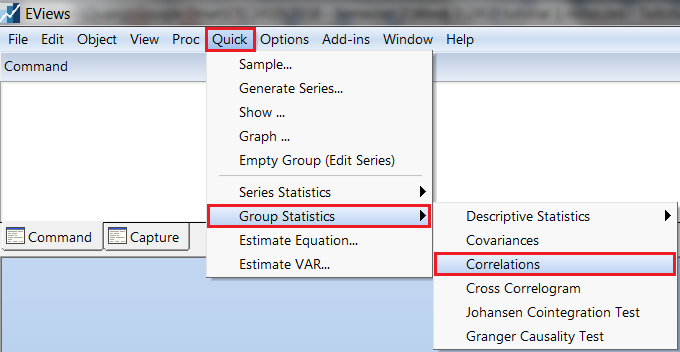 EViews
File Edit Object View Proc Quick Options Add-ins Window Help
Command
Sample...
Generate Series...
Show ...
Graph ...
Empty Group (Edit Series)
Series Statistics
Group Statistics
Estimate Equation...
Estimate VAR...
Descriptive Statistics
Covariances
Correlations
Cross Correlogram
Johansen Cointegration Test
Granger Causality Test
Command Capture